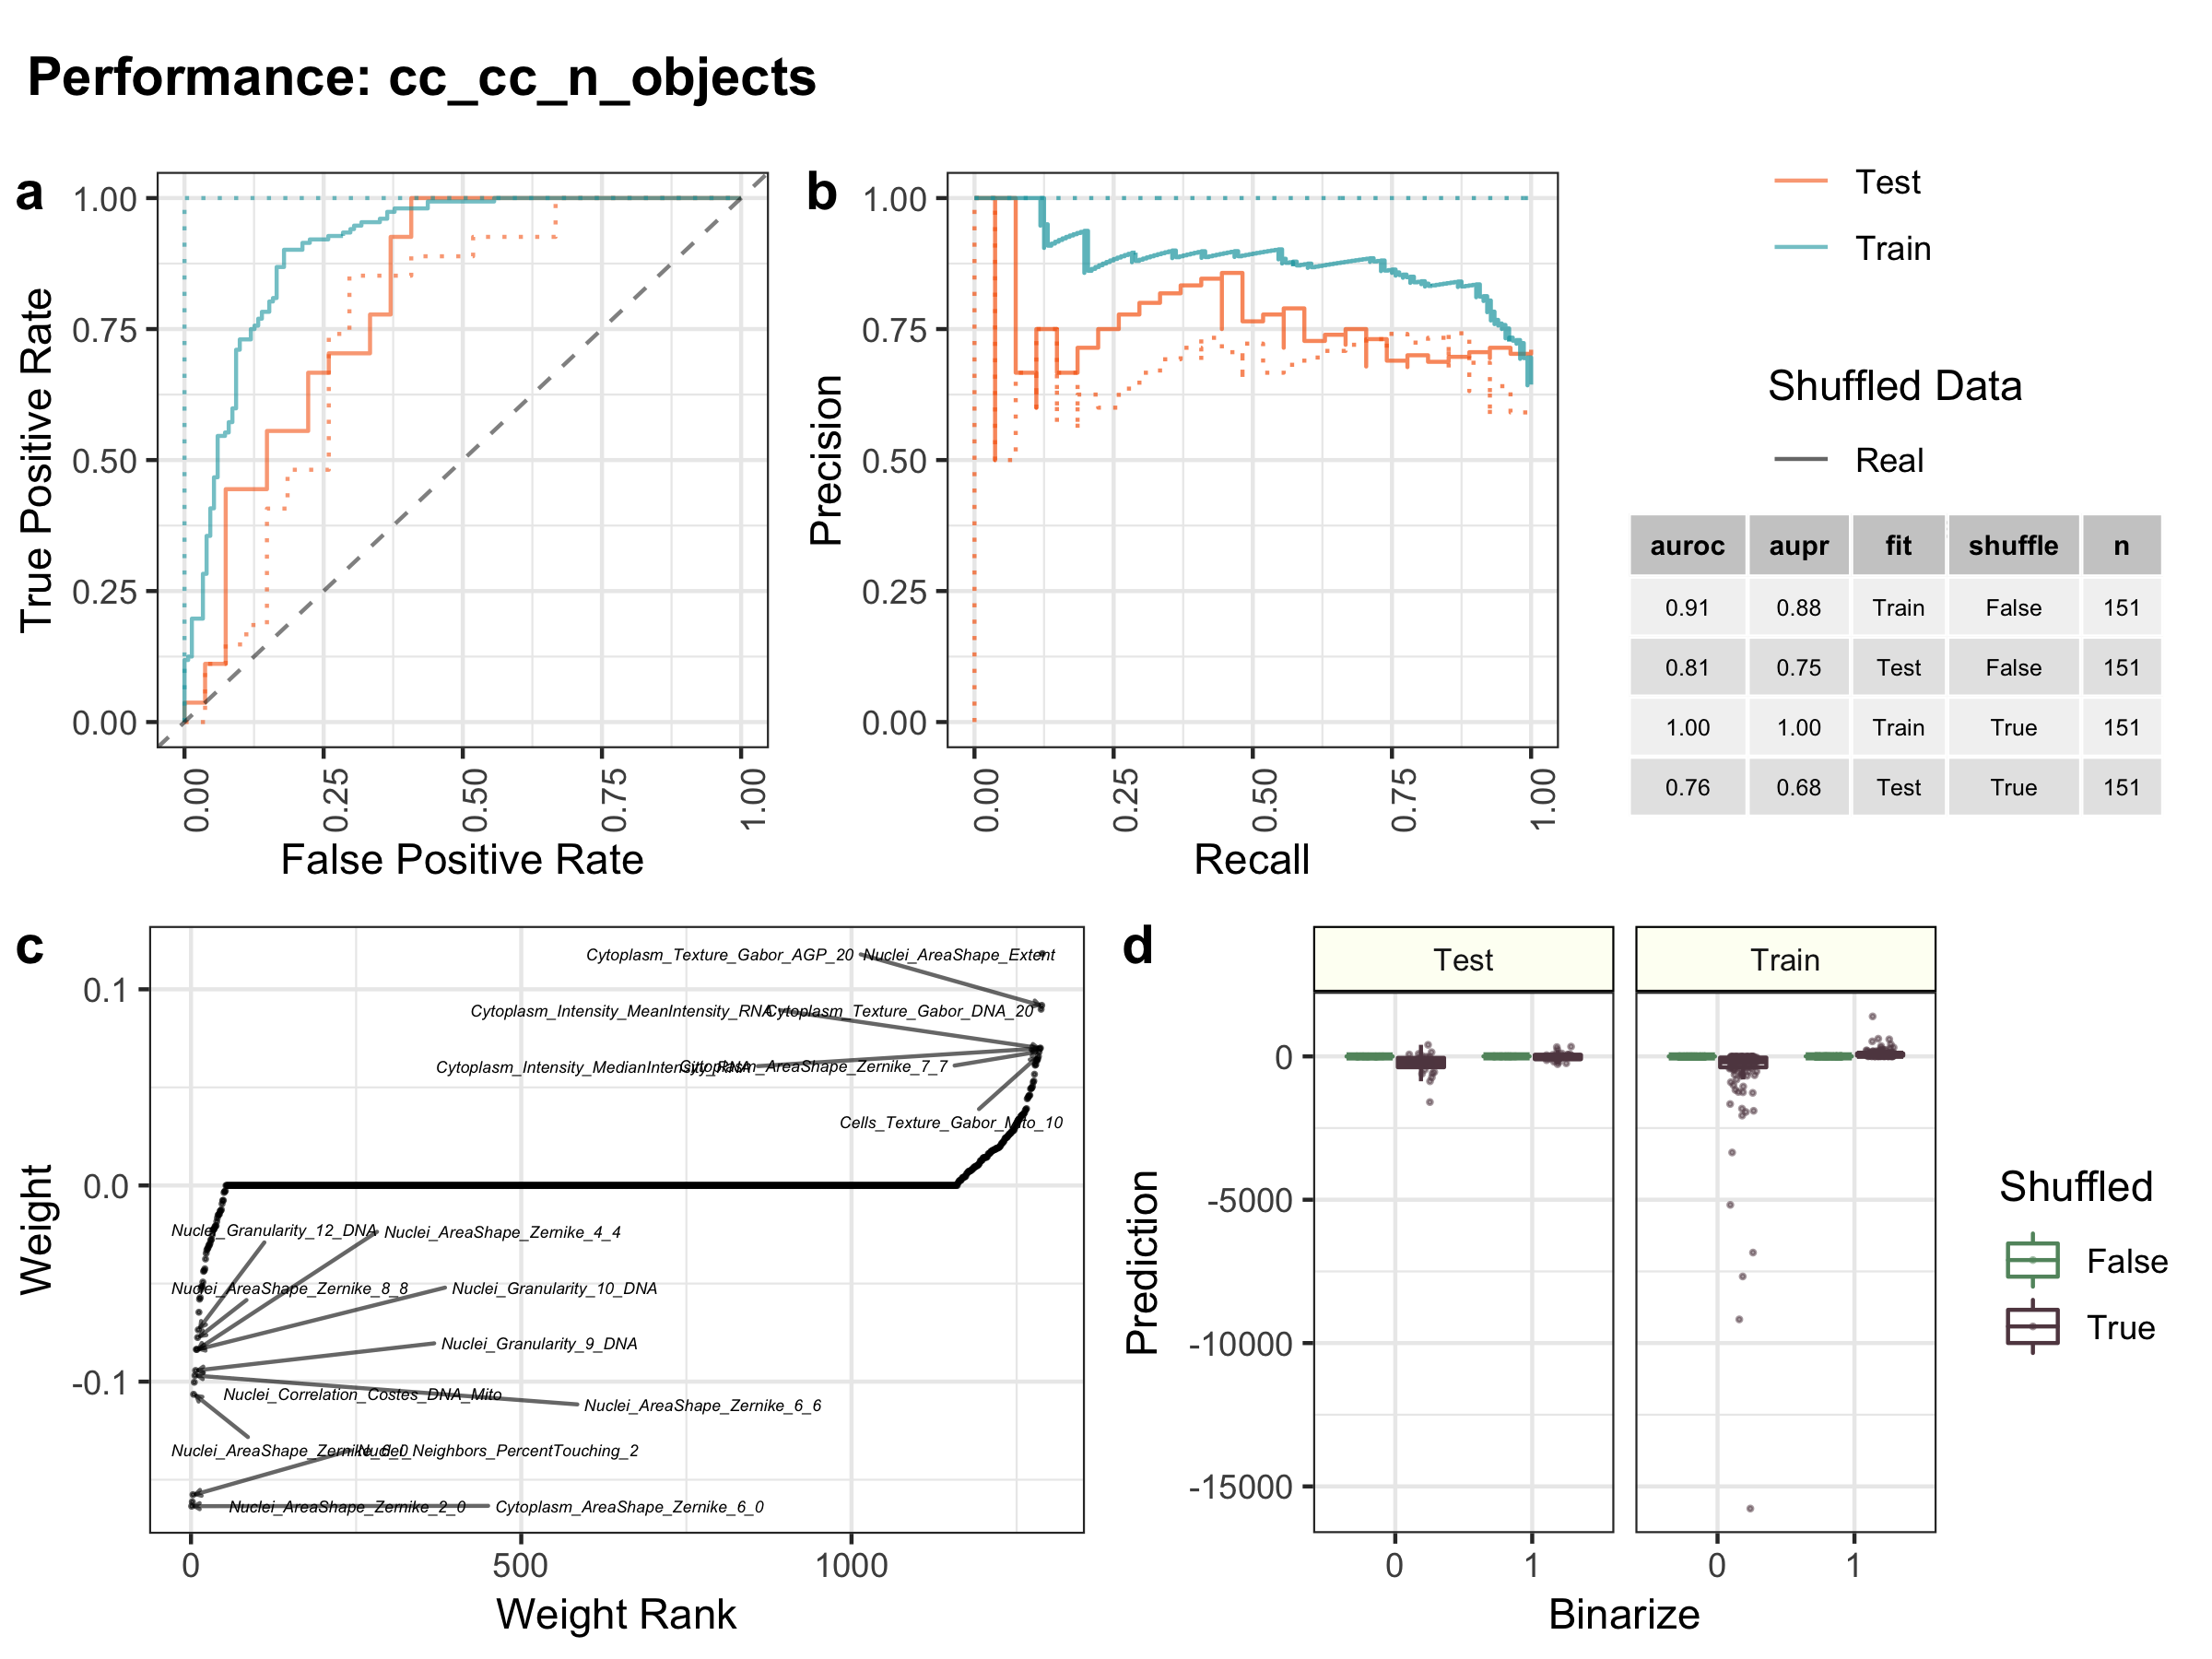 Performance: cc_cc_n_objects
a
1.00
0.75
0.50
0.25
0.00
True Positive Rate
0.00
0.25
0.50
0.75
1.00
False Positive Rate
b
1.00
0.75
0.50
0.25
0.00
Precision
0.00
0.25
0.50
0.75
1.00
Recall
Test
Train
Shuffled Data
Real
auroc aupr fit shuffle n
0.91 0.88 Train False 151
0.81 0.75 Test False 151
1.00 1.00 Train True 151
0.76 0.68 Test True 151
c
0.1
0.0
-0.1
Weight
Cytoplasm_Texture_Gabor_AGP_20 Nuclei_AreaShape_Extent
Cytoplasm_Intensity_MeanIntensity_RNA Cytoplasm_Texture_Gabor_DNA_20
Cytoplasm_Intensity_MedianIntensity_RNA Cytoplasm_AreaShape_Zernike_7_7
Cells_Texture_Gabor_Mito_10
Nuclei_Granularity_12_DNA Nuclei_AreaShape_Zernike_4_4
Nuclei_AreaShape_Zernike_8_8 Nuclei_Granularity_10_DNA
Nuclei_Granularity_9_DNA
Nuclei_Correlation_Costes_DNA_Mito
Nuclei_AreaShape_Zernike_6_6
Nuclei_AreaShape_Zernike_6_0 Nuclei_Neighbors_PercentTouching_2
Nuclei_AreaShape_Zernike_2_0 Cytoplasm_AreaShape_Zernike_6_0
0 500 1000
Weight Rank
d
Test Train
0
-5000
-10000
-15000
Prediction
0 1 0 1
Binarize
Shuffled
False
True